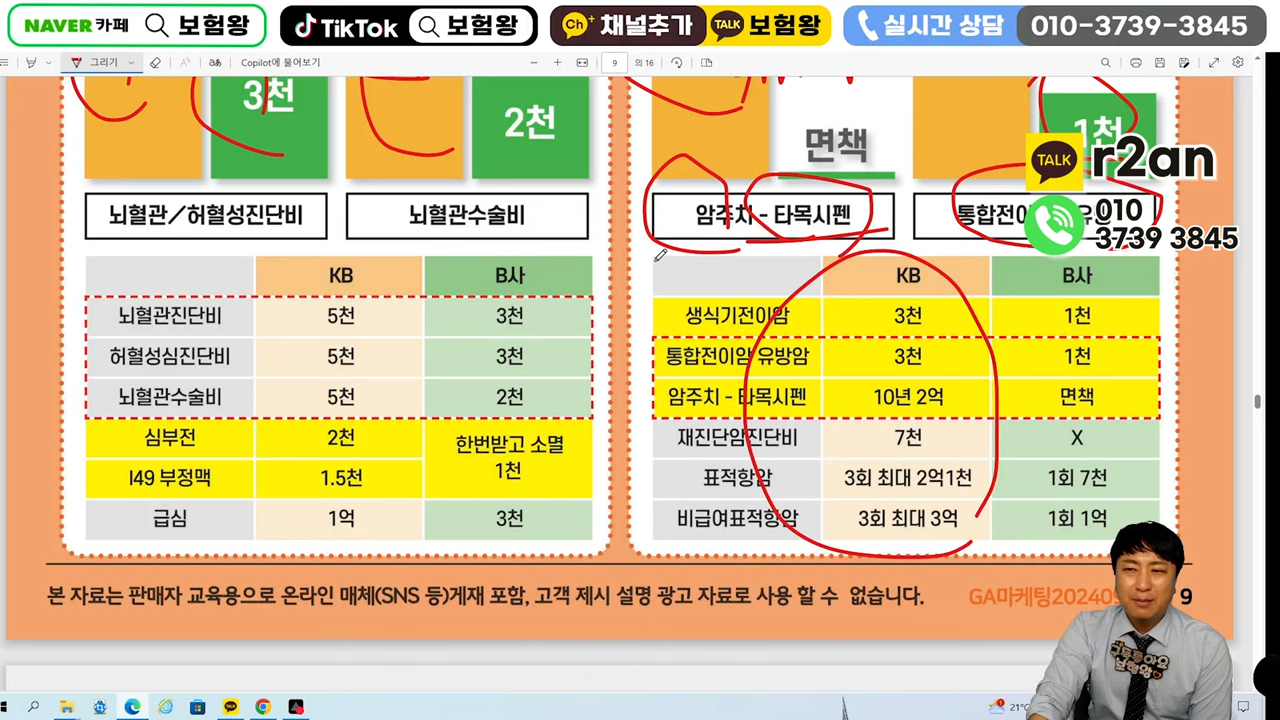 NAVER 카페 보험왕
TikTok 보험왕
Ch+ 채널추가 TALK 보험왕
실시간 상담 010-3739-3845
그리기
Copilot에 물어보기
9 의 16
3천
2천
면책
1천
TALK r2an
010
3739 3845
뇌혈관/허혈성진단비
뇌혈관수술비
암주치 - 타목시펜
KB B사
뇌혈관진단비 5천 3천
허혈성심진단비 5천 3천
뇌혈관수술비 5천 2천
심부전 2천 한번받고 소멸
1천
I49 부정맥 1.5천
급심 1억 3천
KB B사
생식기전이암 3천 1천
통합전이암 유방암 3천 1천
암주치 - 타목시펜 10년 2억 면책
재진단암진단비 7천 X
표적항암 3회 최대 2억1천 1회 7천
비급여표적항암 3회 최대 3억 1회 1억
본 자료는 판매자 교육용으로 온라인 매체(SNS 등)게재 포함, 고객 제시 설명 광고 자료로 사용 할 수 없습니다.
9
보험왕
21°C